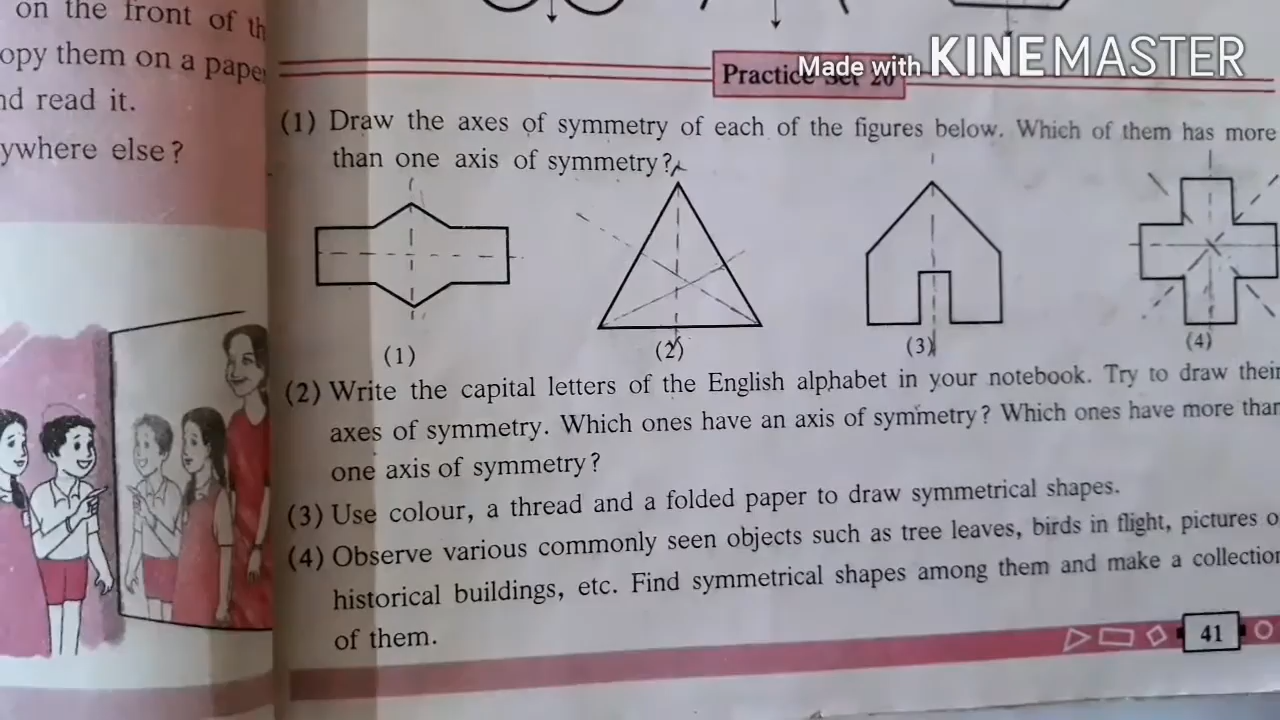 on the front of th
opy them on a paper
nd read it.
ywhere else?
Made with KINEMASTER
Practice Set 20
(1) Draw the axes of symmetry of each of the figures below. Which of them has more
than one axis of symmetry?
(1) (2) (3) (4)
(2) Write the capital letters of the English alphabet in your notebook. Try to draw their
axes of symmetry. Which ones have an axis of symmetry? Which ones have more than
one axis of symmetry?
(3) Use colour, a thread and a folded paper to draw symmetrical shapes.
(4) Observe various commonly seen objects such as tree leaves, birds in flight, pictures o
historical buildings, etc. Find symmetrical shapes among them and make a collection
of them.
41